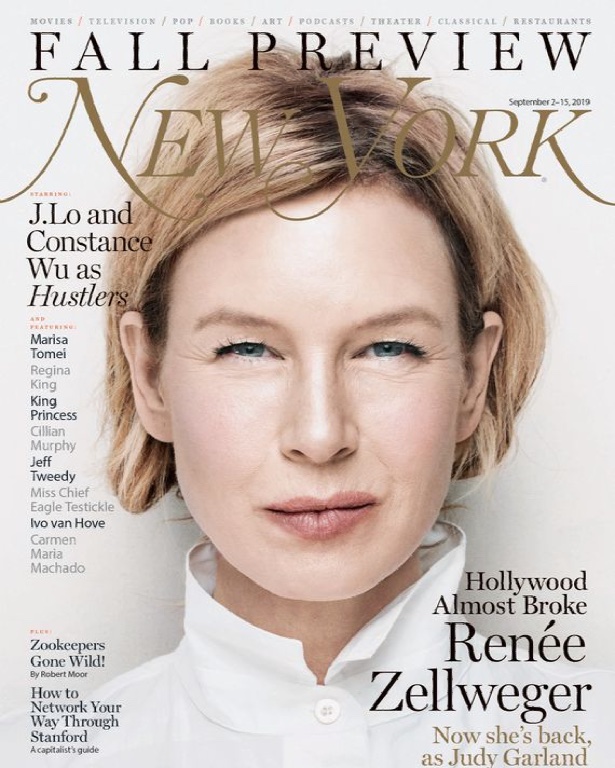 MOVIES / TELEVISION / POP / BOOKS / ART / PODCASTS / THEATER / CLASSICAL / RESTAURANTS
FALL PREVIEW
NEW YORK
®
September 2–15, 2019
STARRING:
J.Lo and
Constance
Wu as
Hustlers
AND
FEATURING:
Marisa
Tomei
Regina
King
King
Princess
Cillian
Murphy
Jeff
Tweedy
Miss Chief
Eagle Testickle
Ivo van Hove
Carmen
Maria
Machado
PLUS:
Zookeepers
Gone Wild!
By Robert Moor
How to
Network Your
Way Through
Stanford
A capitalist's guide
Hollywood
Almost Broke
Renée
Zellweger
Now she's back,
as Judy Garland